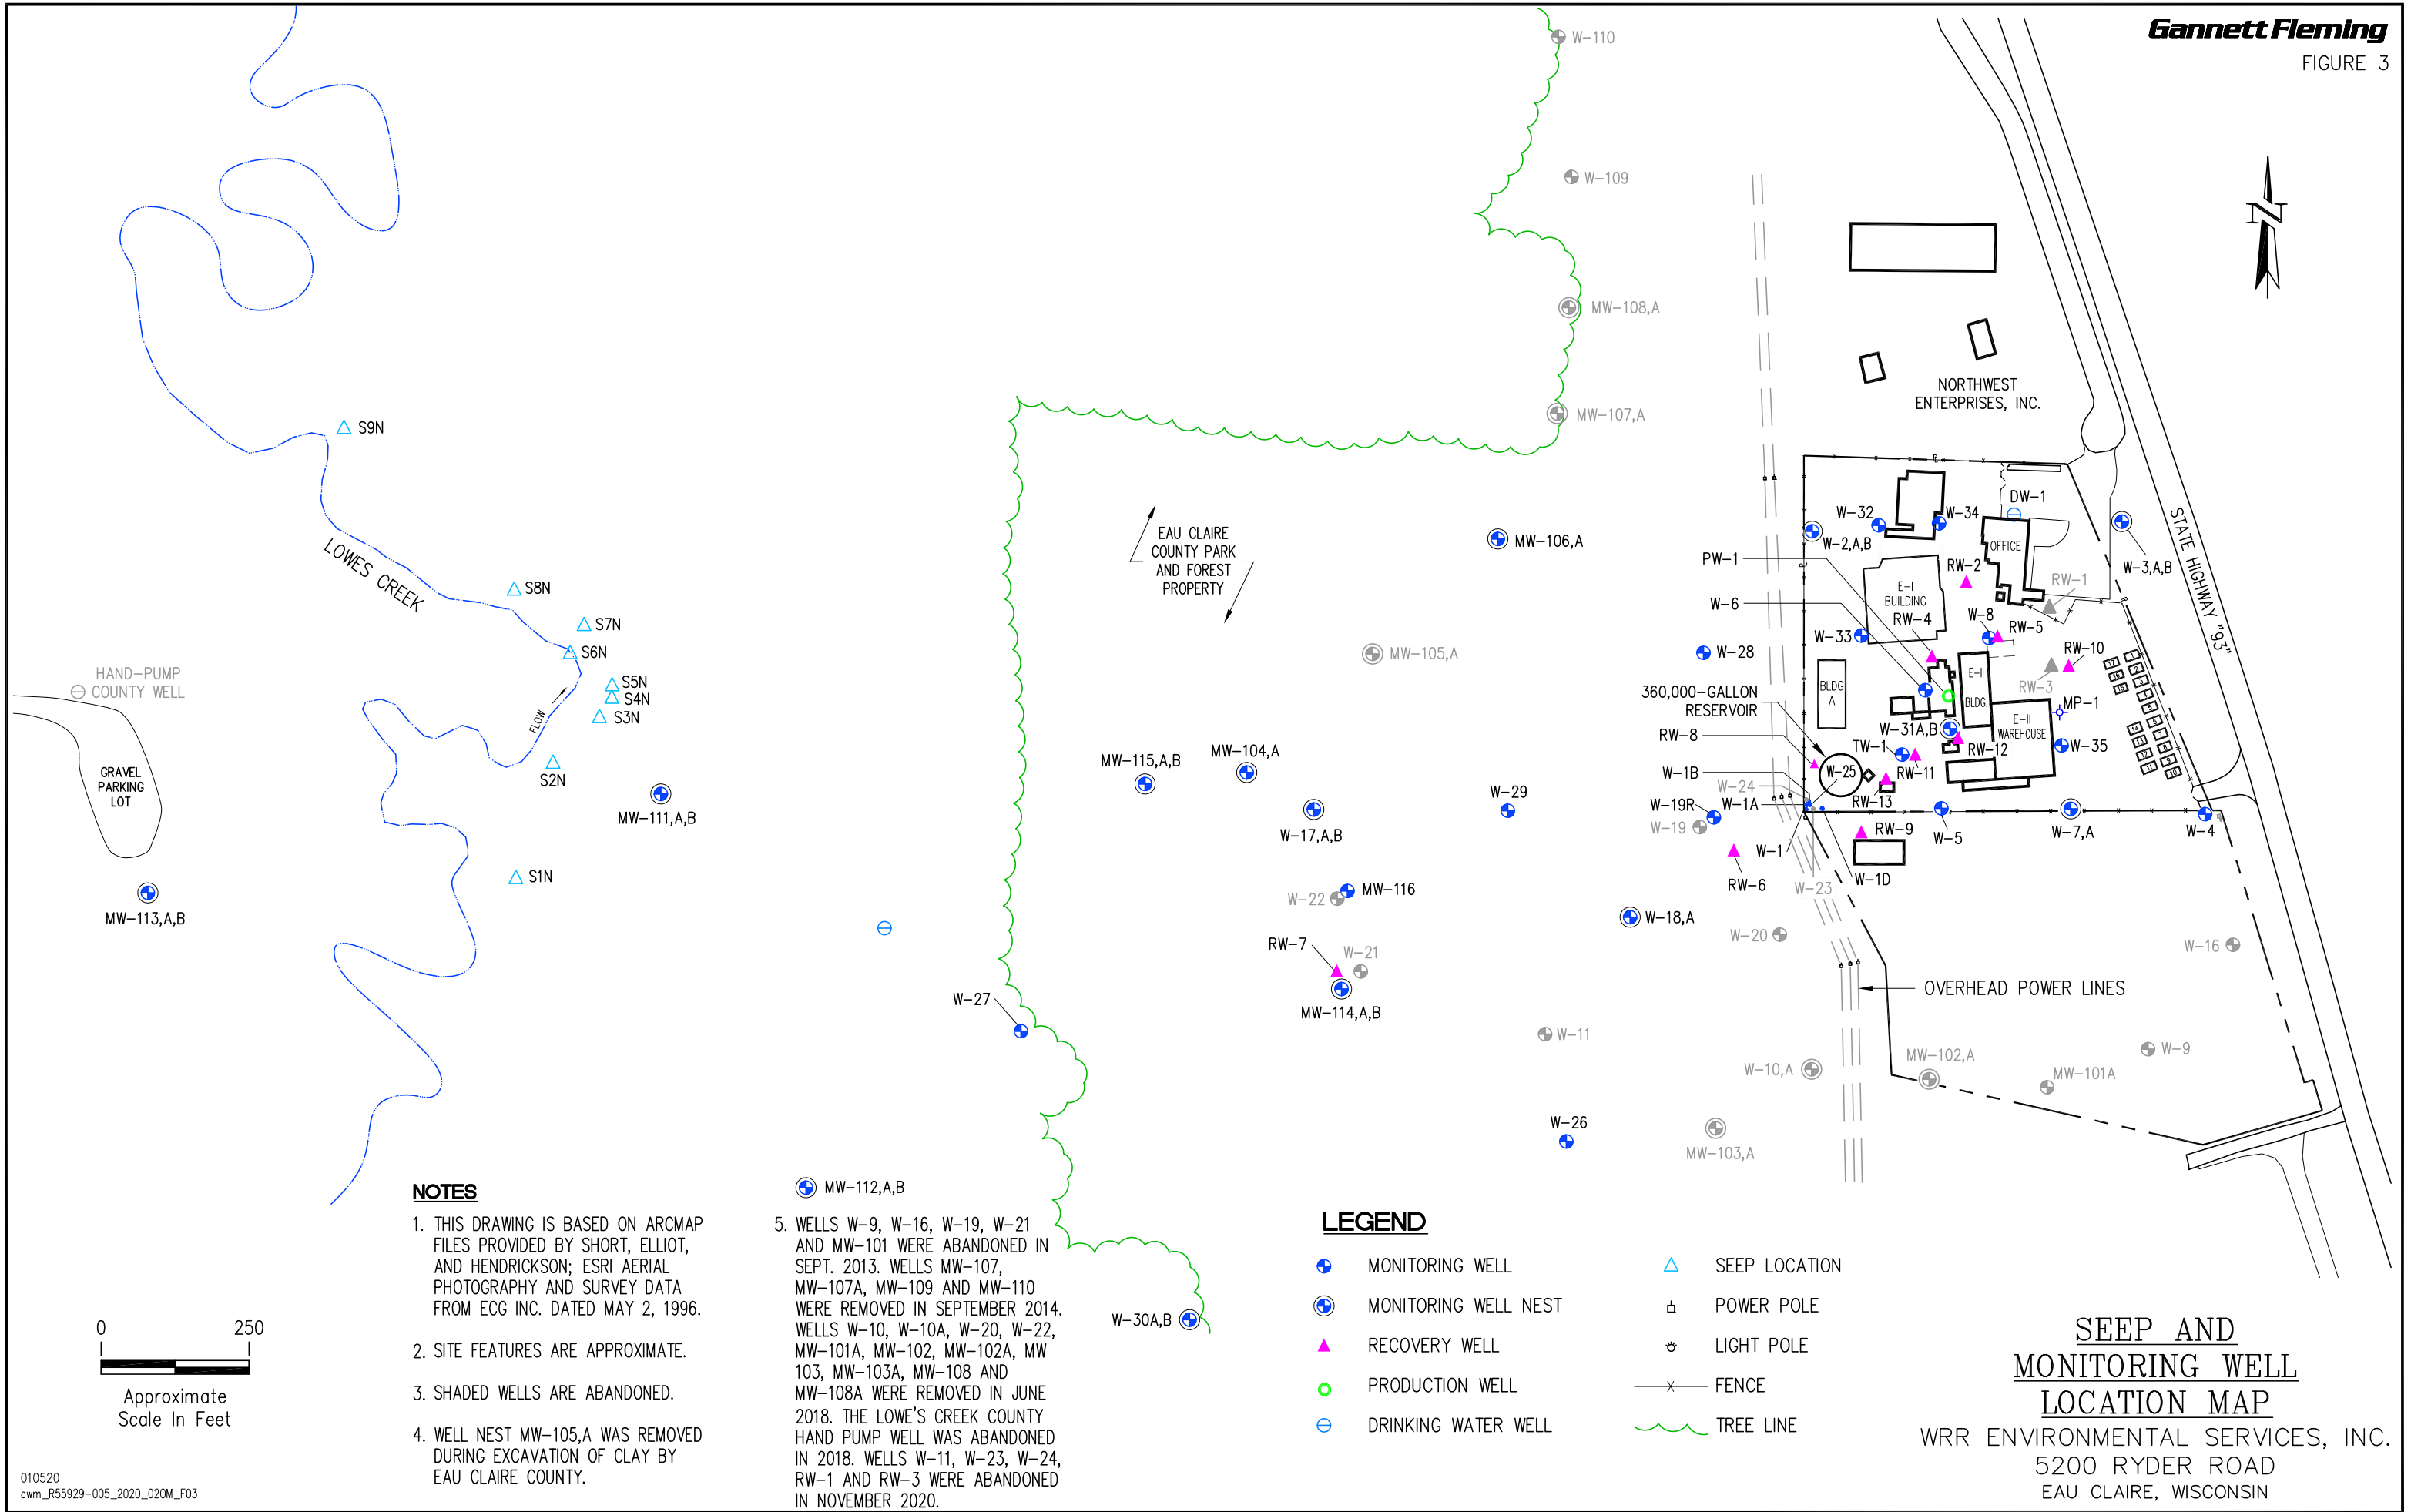 Gannett Fleming
FIGURE 3
W-110
W-109
MW-108,A
MW-107,A
NORTHWEST
ENTERPRISES, INC.
STATE HIGHWAY "93"
S9N
LOWES CREEK
S8N
S7N
S6N
S5N
S4N
S3N
FLOW
S2N
S1N
HAND-PUMP
COUNTY WELL
GRAVEL
PARKING
LOT
MW-113,A,B
MW-111,A,B
EAU CLAIRE
COUNTY PARK
AND FOREST
PROPERTY
MW-106,A
MW-105,A
MW-115,A,B
MW-104,A
W-17,A,B
W-29
W-22
MW-116
RW-7
W-21
MW-114,A,B
W-27
W-11
W-26
W-18,A
W-28
DW-1
W-32
W-34
W-2,A,B
OFFICE
W-3,A,B
PW-1
RW-2
RW-1
E-I
BUILDING
W-6
RW-4
W-8
RW-5
W-33
RW-10
RW-3
BLDG
A
E-II
BLDG.
MP-1
360,000-GALLON
RESERVOIR
E-II
WAREHOUSE
W-31A,B
RW-8
TW-1
RW-12
W-35
W-1B
W-25
RW-11
W-24
W-19R
W-1A
RW-13
W-19
RW-9
W-5
W-7,A
W-4
W-1
RW-6
W-23
W-1D
17
1
16
2
15
3
4
5
14
6
13
7
12
8
11
9
10
W-20
W-16
OVERHEAD POWER LINES
W-10,A
MW-102,A
W-9
MW-101A
MW-103,A
MW-112,A,B
W-30A,B
NOTES
1. THIS DRAWING IS BASED ON ARCMAP
FILES PROVIDED BY SHORT, ELLIOT,
AND HENDRICKSON; ESRI AERIAL
PHOTOGRAPHY AND SURVEY DATA
FROM ECG INC. DATED MAY 2, 1996.
2. SITE FEATURES ARE APPROXIMATE.
3. SHADED WELLS ARE ABANDONED.
4. WELL NEST MW-105,A WAS REMOVED
DURING EXCAVATION OF CLAY BY
EAU CLAIRE COUNTY.
5. WELLS W-9, W-16, W-19, W-21
AND MW-101 WERE ABANDONED IN
SEPT. 2013. WELLS MW-107,
MW-107A, MW-109 AND MW-110
WERE REMOVED IN SEPTEMBER 2014.
WELLS W-10, W-10A, W-20, W-22,
MW-101A, MW-102, MW-102A, MW
103, MW-103A, MW-108 AND
MW-108A WERE REMOVED IN JUNE
2018. THE LOWE'S CREEK COUNTY
HAND PUMP WELL WAS ABANDONED
IN 2018. WELLS W-11, W-23, W-24,
RW-1 AND RW-3 WERE ABANDONED
IN NOVEMBER 2020.
0 250
Approximate
Scale In Feet
LEGEND
MONITORING WELL
MONITORING WELL NEST
RECOVERY WELL
PRODUCTION WELL
DRINKING WATER WELL
SEEP LOCATION
POWER POLE
LIGHT POLE
FENCE
TREE LINE
SEEP AND
MONITORING WELL
LOCATION MAP
WRR ENVIRONMENTAL SERVICES, INC.
5200 RYDER ROAD
EAU CLAIRE, WISCONSIN
010520
awm_R55929-005_2020_020M_F03